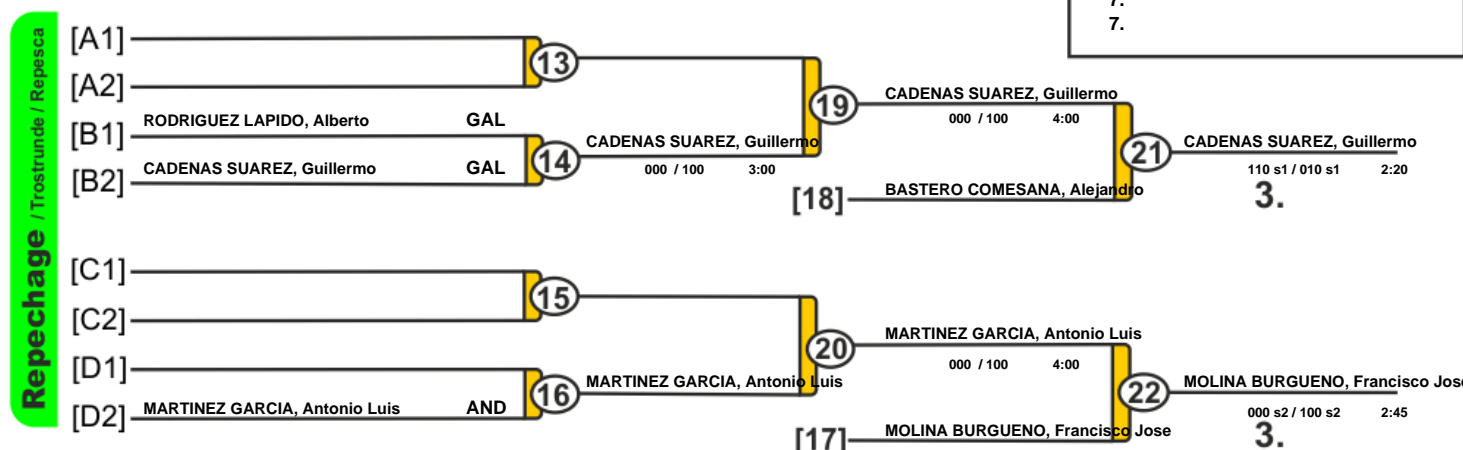 7.
7.
Repechage / Trostrunde / Repesca
[A1]
13
[A2]
19
CADENAS SUAREZ, Guillermo
000 / 100 4:00
RODRIGUEZ LAPIDO, Alberto GAL
[B1]
14
CADENAS SUAREZ, Guillermo
000 / 100 3:00
21
CADENAS SUAREZ, Guillermo
110 s1 / 010 s1 2:20
CADENAS SUAREZ, Guillermo GAL
[B2]
[18]
BASTERO COMESANA, Alejandro
3.
[C1]
15
[C2]
20
MARTINEZ GARCIA, Antonio Luis
000 / 100 4:00
[D1]
16
MARTINEZ GARCIA, Antonio Luis
22
MOLINA BURGUENO, Francisco Jose
000 s2 / 100 s2 2:45
[D2]
MARTINEZ GARCIA, Antonio Luis AND
[17]
MOLINA BURGUENO, Francisco Jose
3.